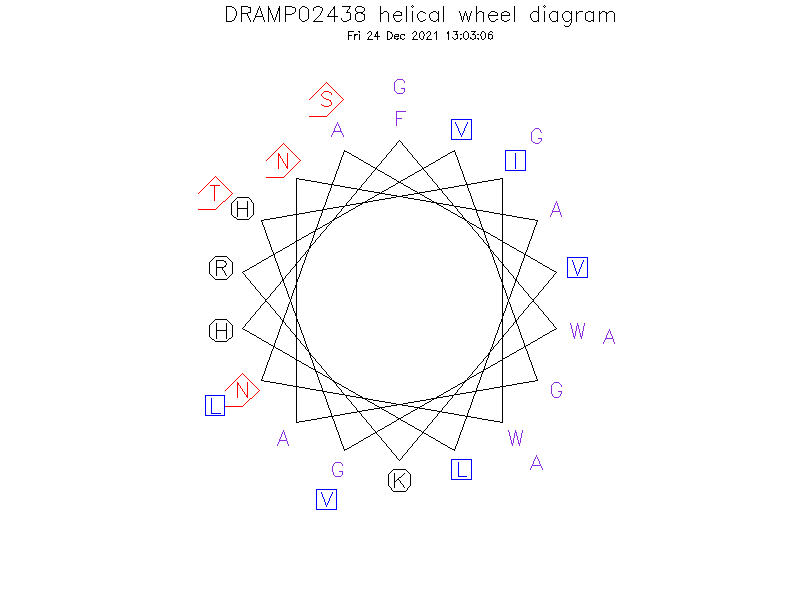 DRAMP02438 helical wheel diagram
Fri 24 Dec 2021 13:03:06
G
S
F
A
V
G
N
I
T
H
A
R
V
H
W
A
N
G
L
A
W
G
L
A
K
V